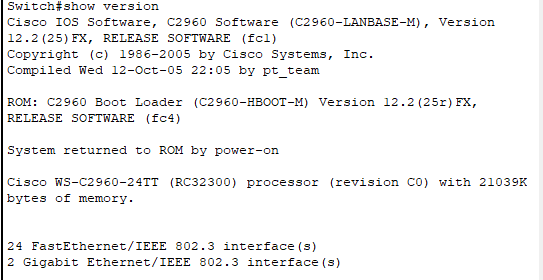 Switch#show version
Cisco IOS Software, C2960 Software (C2960-LANBASE-M), Version
12.2(25)FX, RELEASE SOFTWARE (fc1)
Copyright (c) 1986-2005 by Cisco Systems, Inc.
Compiled Wed 12-Oct-05 22:05 by pt_team
ROM: C2960 Boot Loader (C2960-HBOOT-M) Version 12.2(25r)FX,
RELEASE SOFTWARE (fc4)
System returned to ROM by power-on
Cisco WS-C2960-24TT (RC32300) processor (revision C0) with 21039K
bytes of memory.
24 FastEthernet/IEEE 802.3 interface(s)
2 Gigabit Ethernet/IEEE 802.3 interface(s)